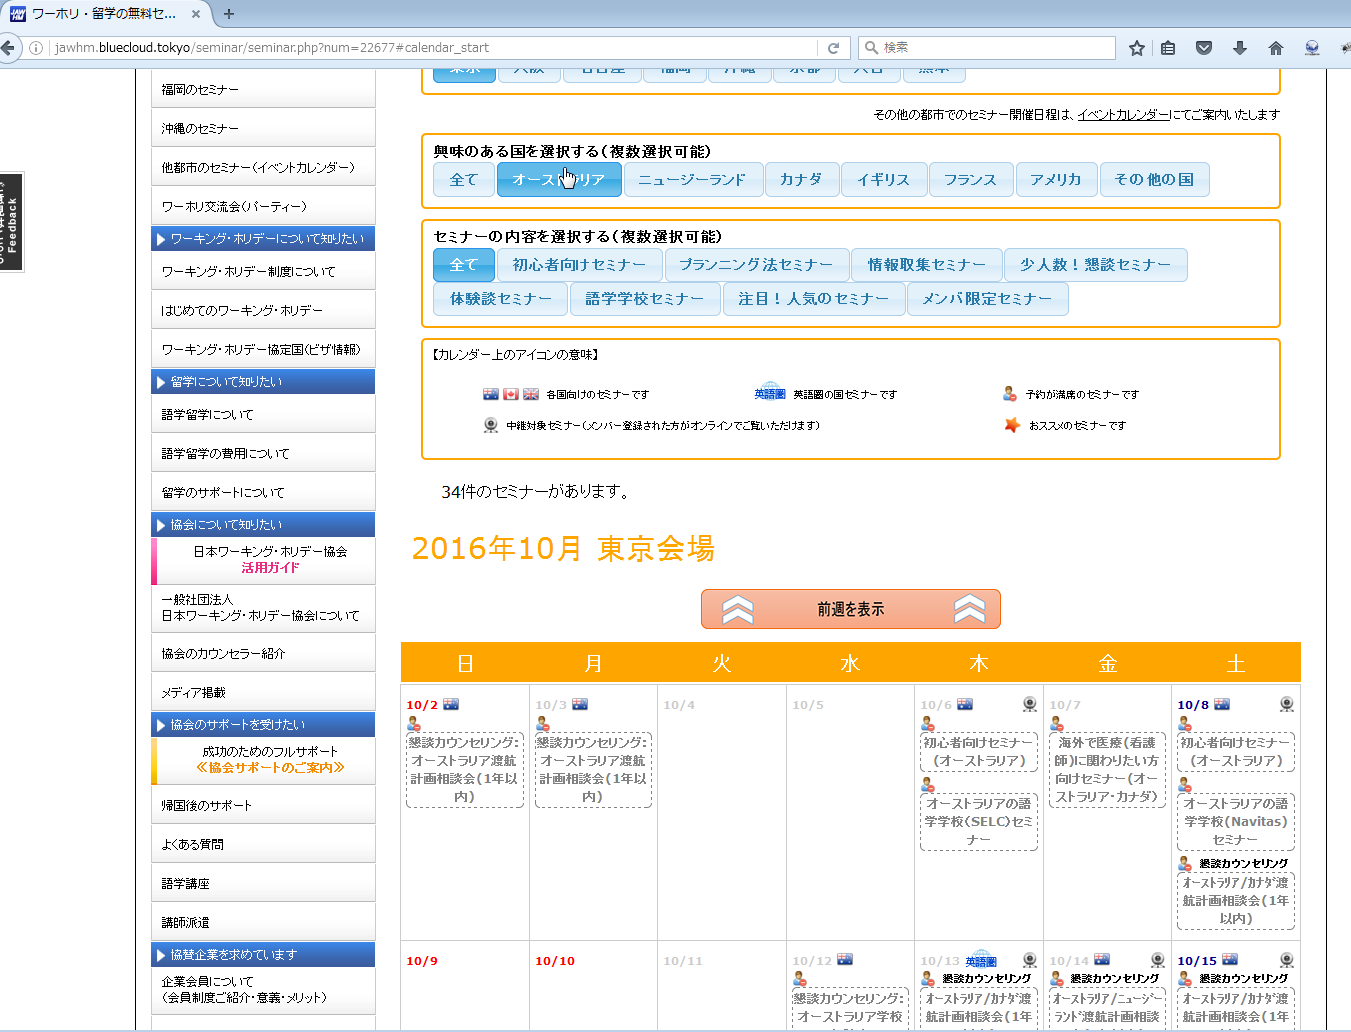 ワーホリ・留学の無料セ...
jawhm.bluecloud.tokyo/seminar/seminar.php?num=22677#calendar_start
検索
Feedback
福岡のセミナー
沖縄のセミナー
他都市のセミナー（イベントカレンダー）
ワーホリ交流会（パーティー）
ワーキング・ホリデーについて知りたい
ワーキング・ホリデー制度について
はじめてのワーキング・ホリデー
ワーキング・ホリデー協定国（ビザ情報）
留学について知りたい
語学留学について
語学留学の費用について
留学のサポートについて
協会について知りたい
日本ワーキング・ホリデー協会
活用ガイド
一般社団法人
日本ワーキング・ホリデー協会について
協会のカウンセラー紹介
メディア掲載
協会のサポートを受けたい
成功のためのフルサポート
≪協会サポートのご案内≫
帰国後のサポート
よくある質問
語学講座
講師派遣
協賛企業を求めています
企業会員について
（会員制度ご紹介・意義・メリット）
東京 大阪 名古屋 福岡 沖縄 京都 大宮 熊本
その他の都市でのセミナー開催日程は、イベントカレンダーにてご案内いたします
興味のある国を選択する（複数選択可能）
全て オーストラリア ニュージーランド カナダ イギリス フランス アメリカ その他の国
セミナーの内容を選択する（複数選択可能）
全て 初心者向けセミナー プランニング法セミナー 情報収集セミナー 少人数！懇談セミナー
体験談セミナー 語学学校セミナー 注目！人気のセミナー メンバ限定セミナー
【カレンダー上のアイコンの意味】
各国向けのセミナーです 英語圏 英語圏の国セミナーです 予約が満席のセミナーです
中継対象セミナー（メンバー登録された方がオンラインでご覧いただけます） おススメのセミナーです
34件のセミナーがあります。
2016年10月 東京会場
前週を表示
日 月 火 水 木 金 土
10/2 10/3 10/4 10/5 10/6 10/7 10/8
懇談カウンセリング:
オーストラリア渡航
計画相談会(1年以
内)
懇談カウンセリング:
オーストラリア渡航
計画相談会(1年以
内)
初心者向けセミナー
(オーストラリア)
オーストラリアの語
学学校(SELC)セミ
ナー
海外で医療(看護
師)に関わりたい方
向けセミナー(オー
ストラリア・カナダ)
初心者向けセミナー
(オーストラリア)
オーストラリアの語
学学校(Navitas)
セミナー
懇談カウンセリング
オーストラリア/カナダ渡
航計画相談会(1年
以内)
10/9 10/10 10/11 10/12 10/13 英語圏 10/14 10/15
懇談カウンセリング:
オーストラリア学校
懇談カウンセリング
オーストラリア/カナダ渡
航計画相談会(1年
懇談カウンセリング
オーストラリア/ニュージー
ランド渡航計画相談
懇談カウンセリング
オーストラリア/カナダ渡
航計画相談会(1年